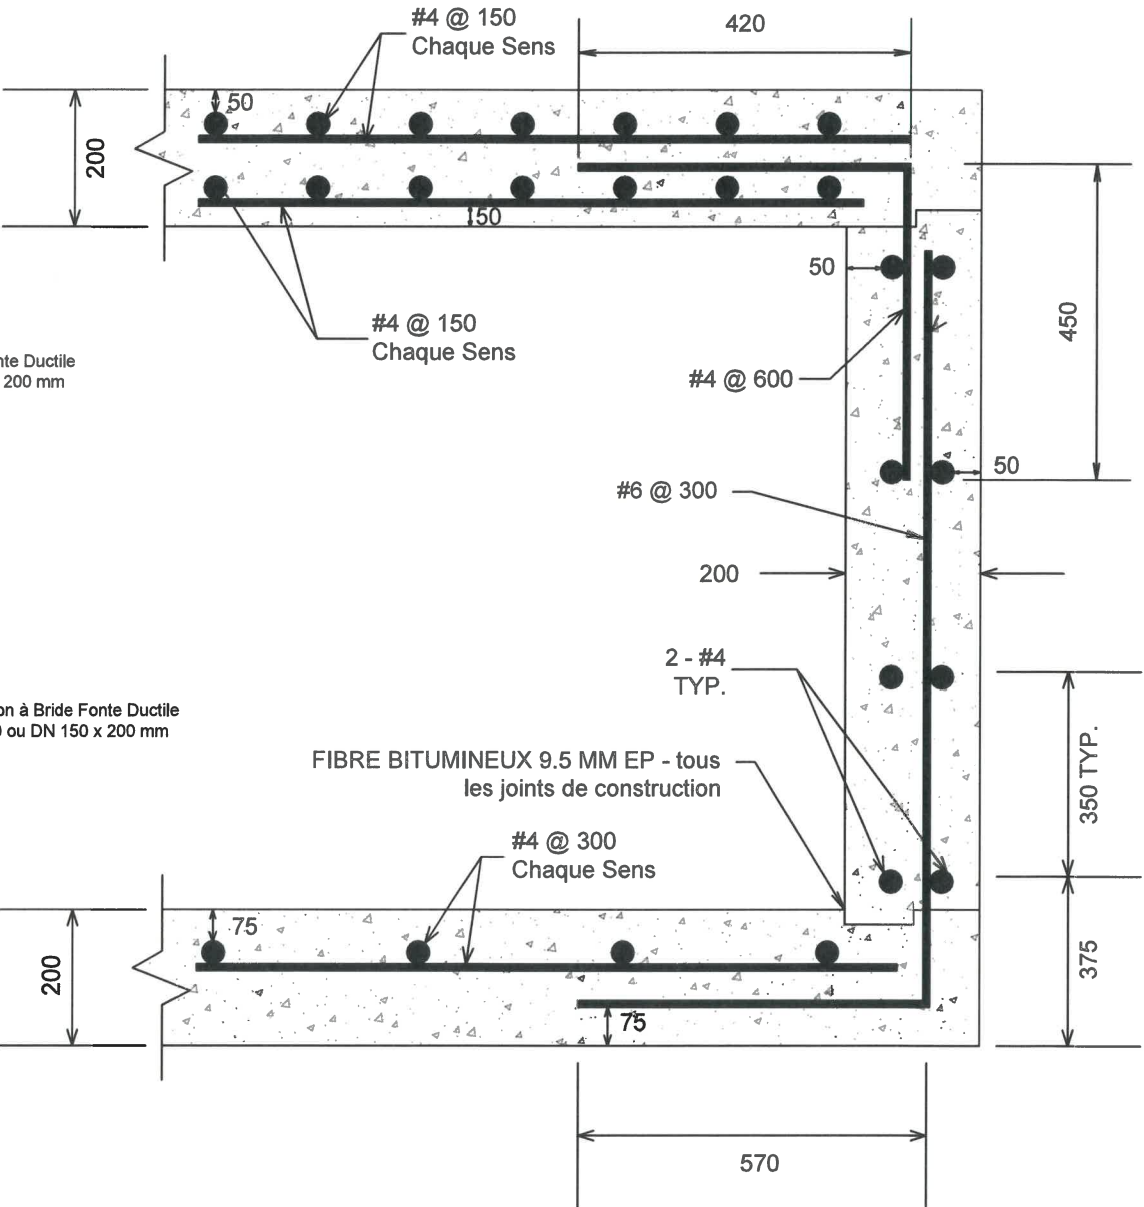 #4 @ 150
Chaque Sens
420
50
200
150
#4 @ 150
Chaque Sens
50
450
nte Ductile
200 mm
#4 @ 600
50
#6 @ 300
200
2 - #4
TYP.
on à Bride Fonte Ductile
0 ou DN 150 x 200 mm
350 TYP.
FIBRE BITUMINEUX 9.5 MM EP - tous
les joints de construction
#4 @ 300
Chaque Sens
75
200
375
75
570